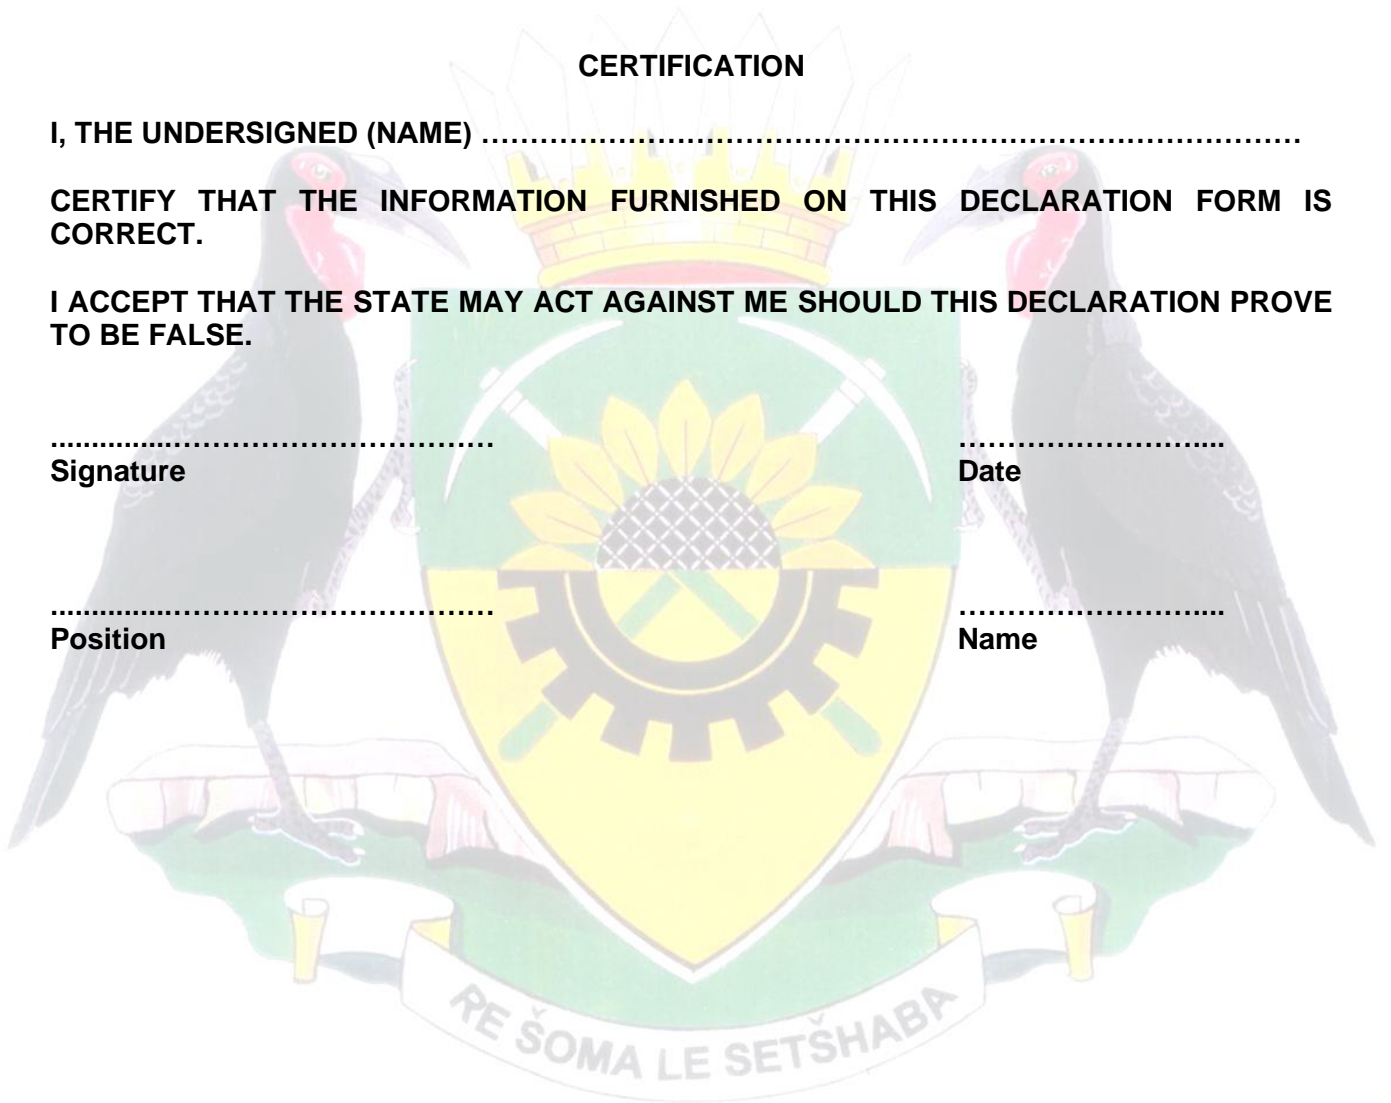 CERTIFICATION
I, THE UNDERSIGNED (NAME) ……………………………………………………………………………
CERTIFY THAT THE INFORMATION FURNISHED ON THIS DECLARATION FORM IS
CORRECT.
I ACCEPT THAT THE STATE MAY ACT AGAINST ME SHOULD THIS DECLARATION PROVE
TO BE FALSE.
...............……………………………… ……………………….…
Signature Date
...............……………………………… ……………………….…
Position Name
RE ŠOMA LE SETŠHABA